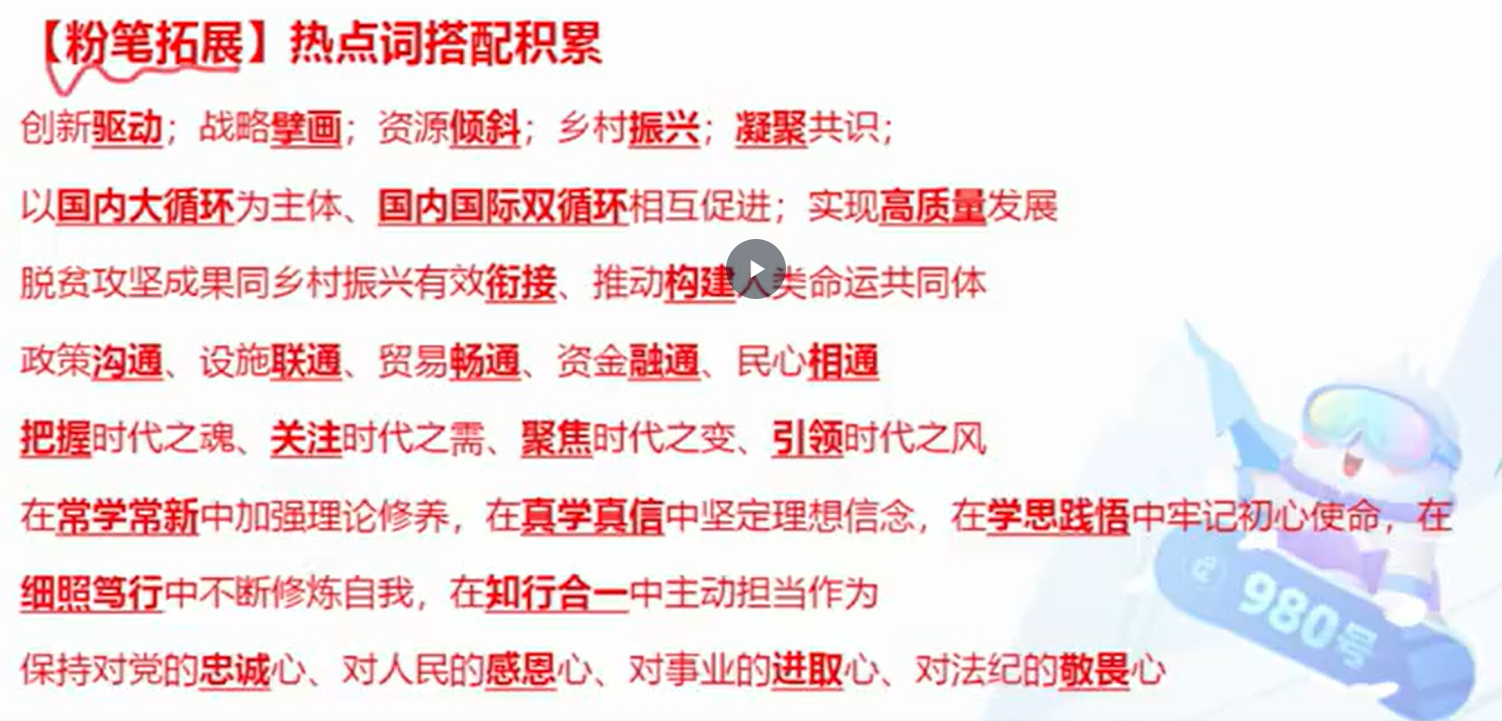 【粉笔拓展】热点词搭配积累
创新驱动；战略擘画；资源倾斜；乡村振兴；凝聚共识；
以国内大循环为主体、国内国际双循环相互促进；实现高质量发展
脱贫攻坚成果同乡村振兴有效衔接、推动构建人类命运共同体
政策沟通、设施联通、贸易畅通、资金融通、民心相通
把握时代之魂、关注时代之需、聚焦时代之变、引领时代之风
在常学常新中加强理论修养，在真学真信中坚定理想信念，在学思践悟中牢记初心使命，在
细照笃行中不断修炼自我，在知行合一中主动担当作为
保持对党的忠诚心、对人民的感恩心、对事业的进取心、对法纪的敬畏心
980号